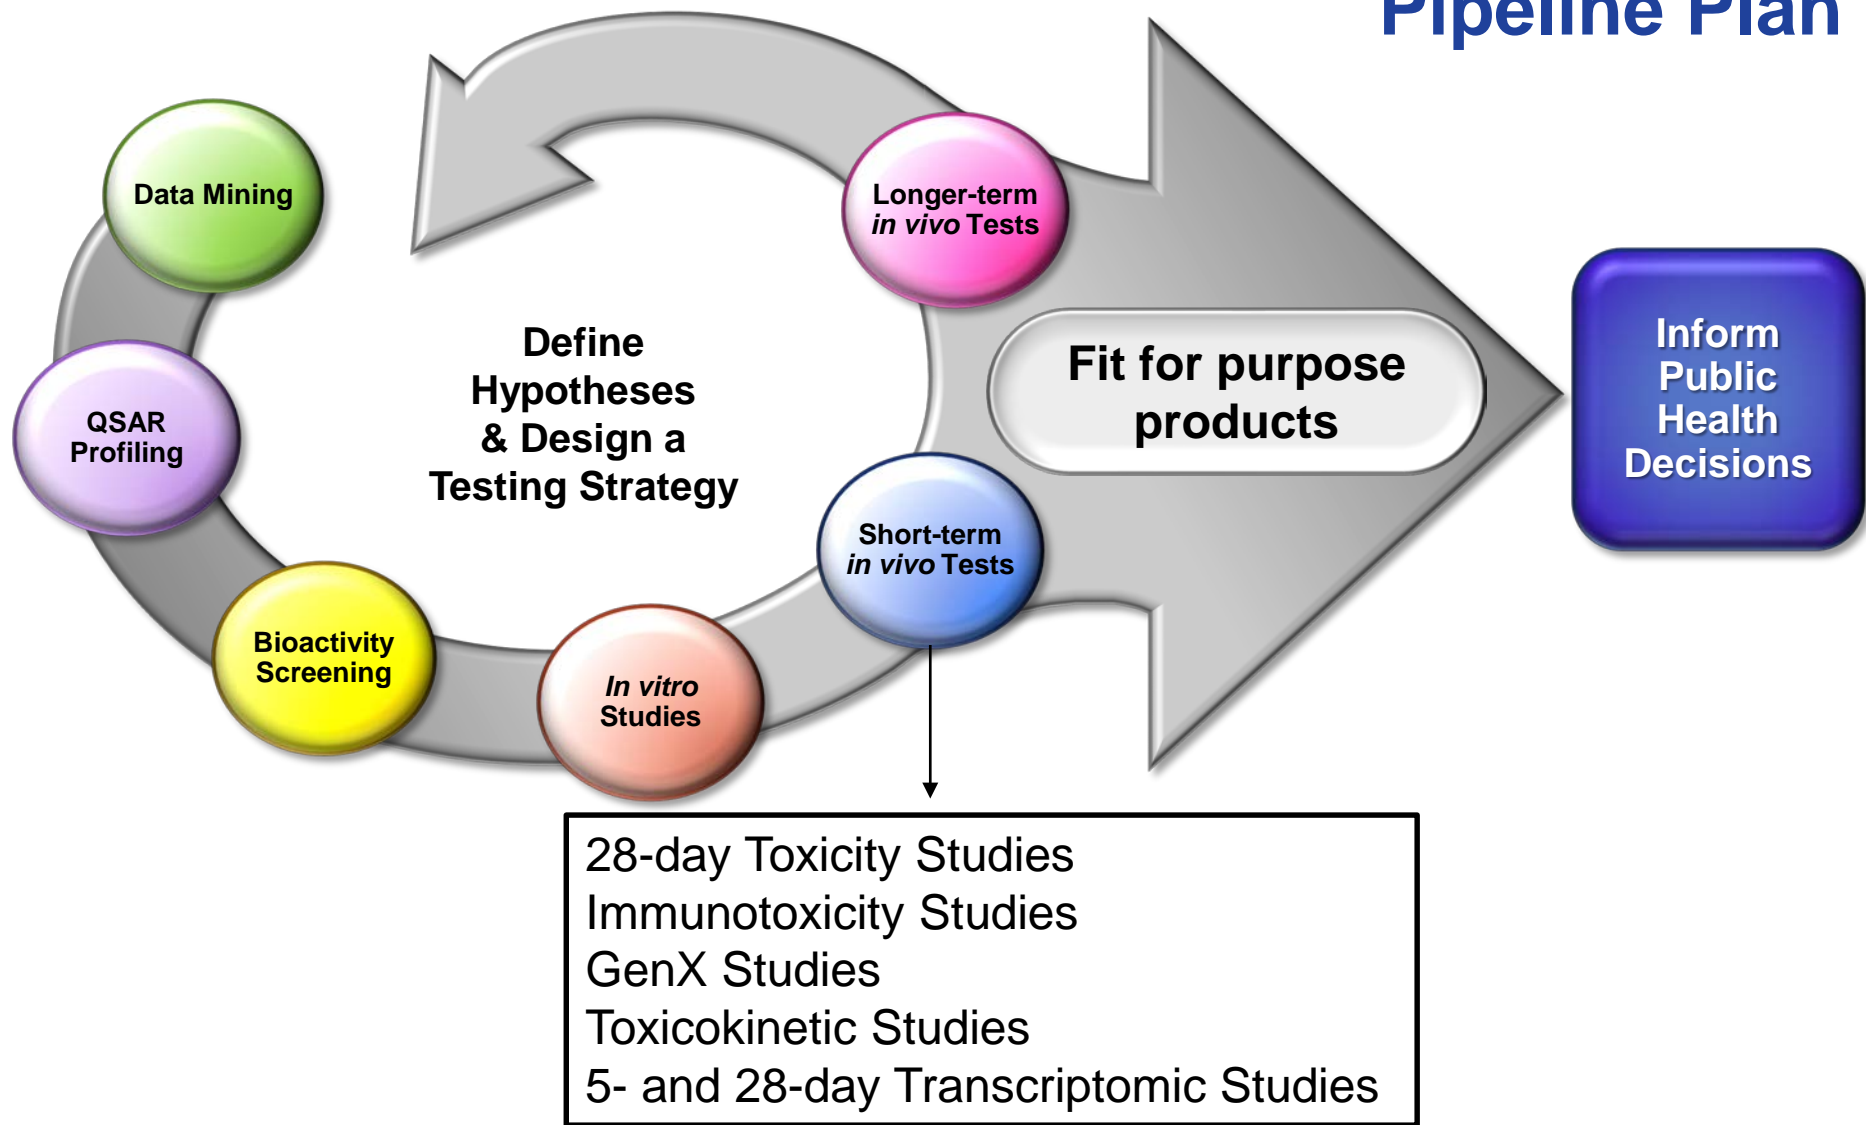 Pipeline Plan
Data Mining
QSAR
Profiling
Bioactivity
Screening
In vitro
Studies
Short-term
in vivo Tests
Longer-term
in vivo Tests
Define
Hypotheses
& Design a
Testing Strategy
Fit for purpose
products
Inform
Public
Health
Decisions
28-day Toxicity Studies
Immunotoxicity Studies
GenX Studies
Toxicokinetic Studies
5- and 28-day Transcriptomic Studies